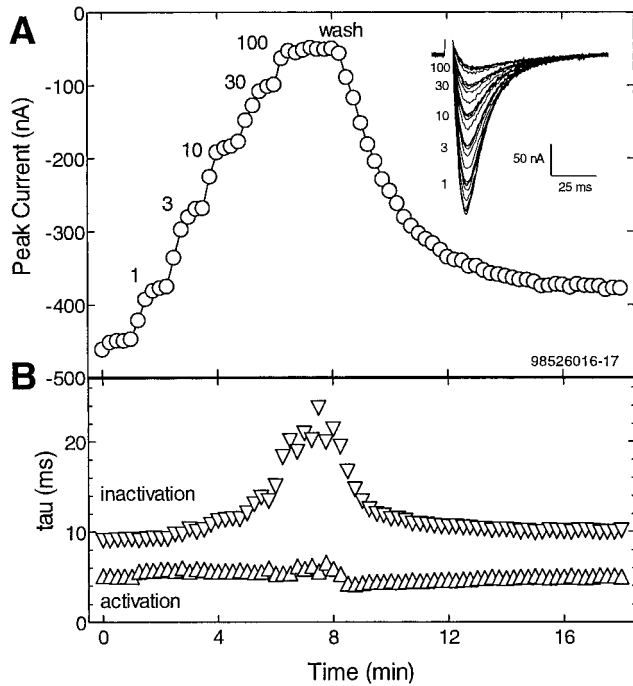 A
Peak Current (nA)
0
-100
-200
-300
-400
-500
1
3
10
30
100
wash
100
30
10
3
1
50 nA
25 ms
98526016-17
B
tau (ms)
20
10
0
inactivation
activation
0 4 8 12 16
Time (min)